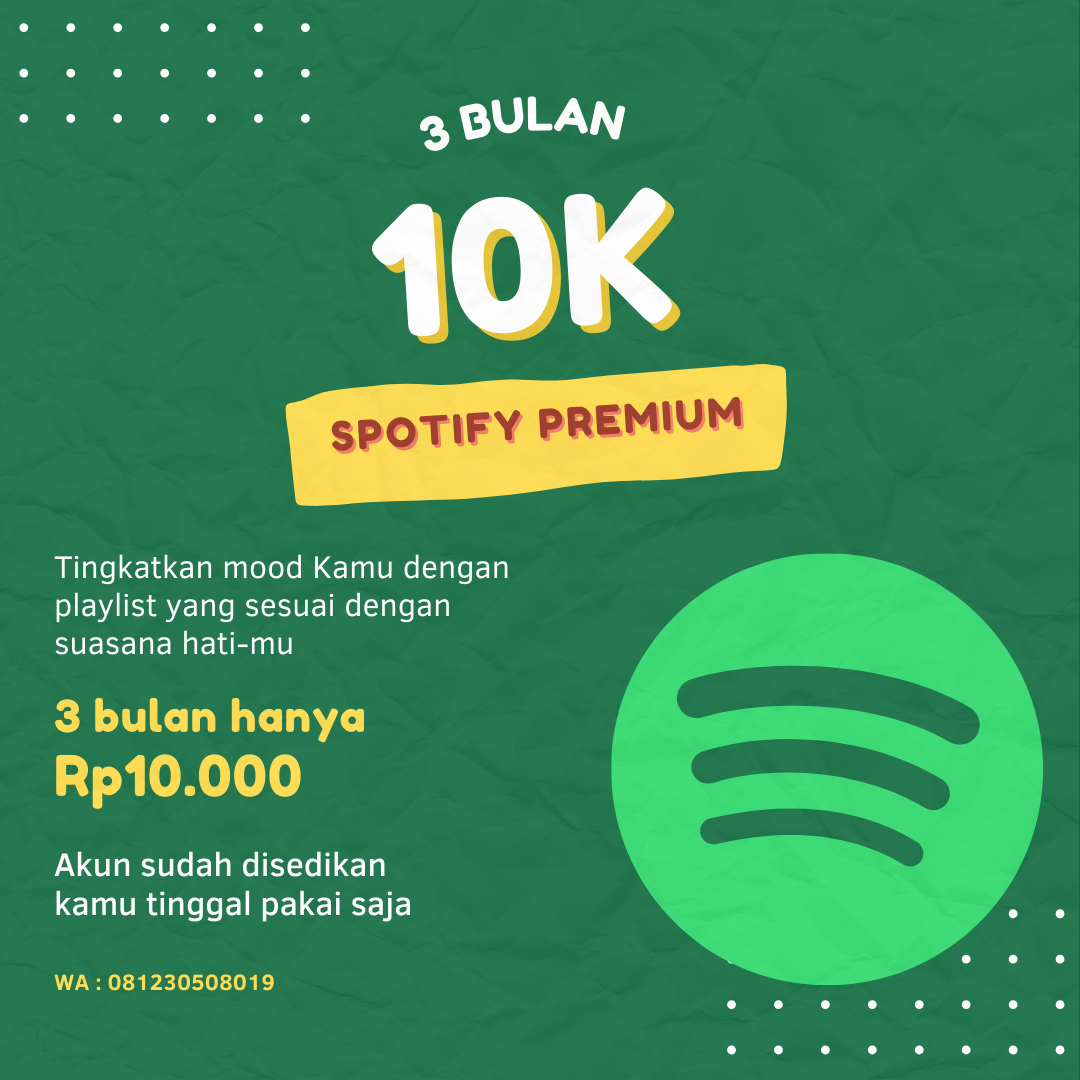 3 BULAN
10K
SPOTIFY PREMIUM
Tingkatkan mood Kamu dengan
playlist yang sesuai dengan
suasana hati-mu
3 bulan hanya
Rp10.000
Akun sudah disedikan
kamu tinggal pakai saja
WA : 081230508019